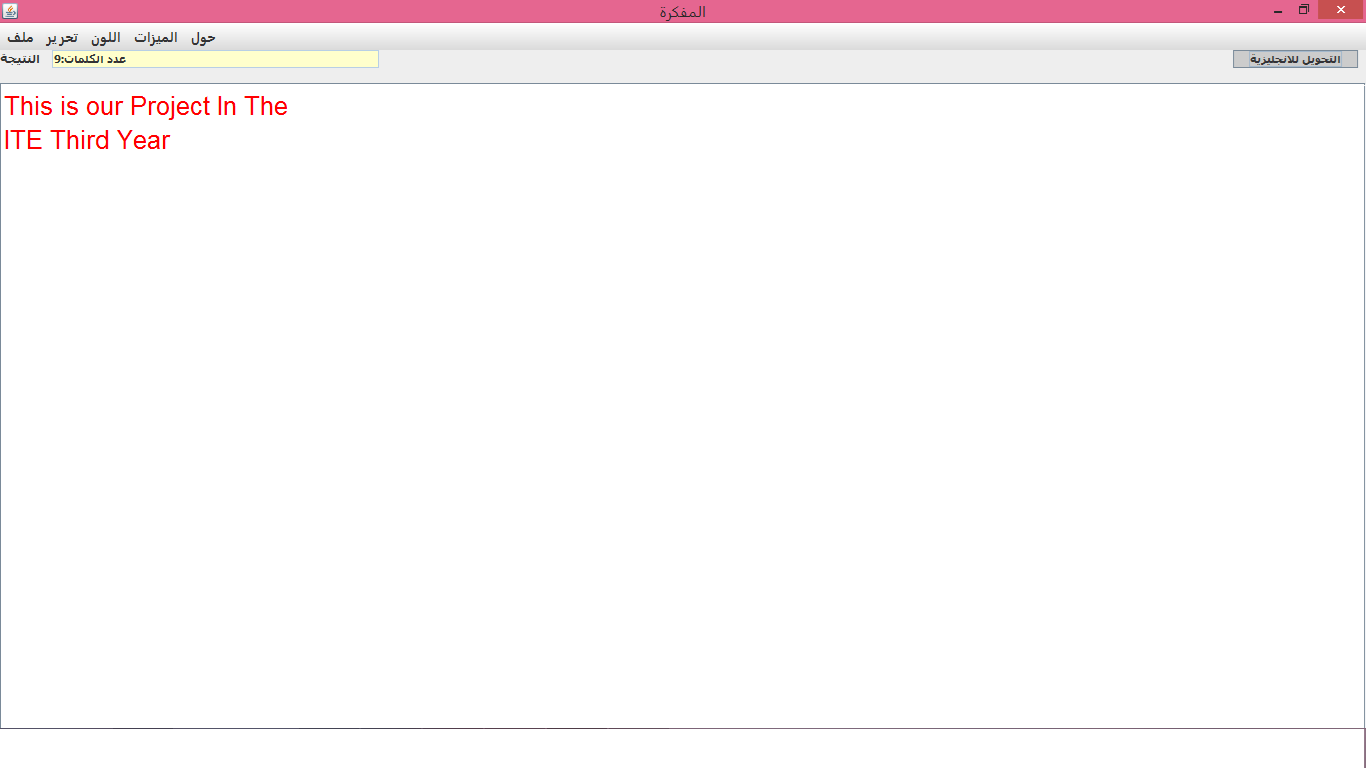 المفكرة
ملف تحرير اللون الميزات حول
النتيجة عدد الكلمات:9 التحويل للانجليزية
This is our Project In The
ITE Third Year